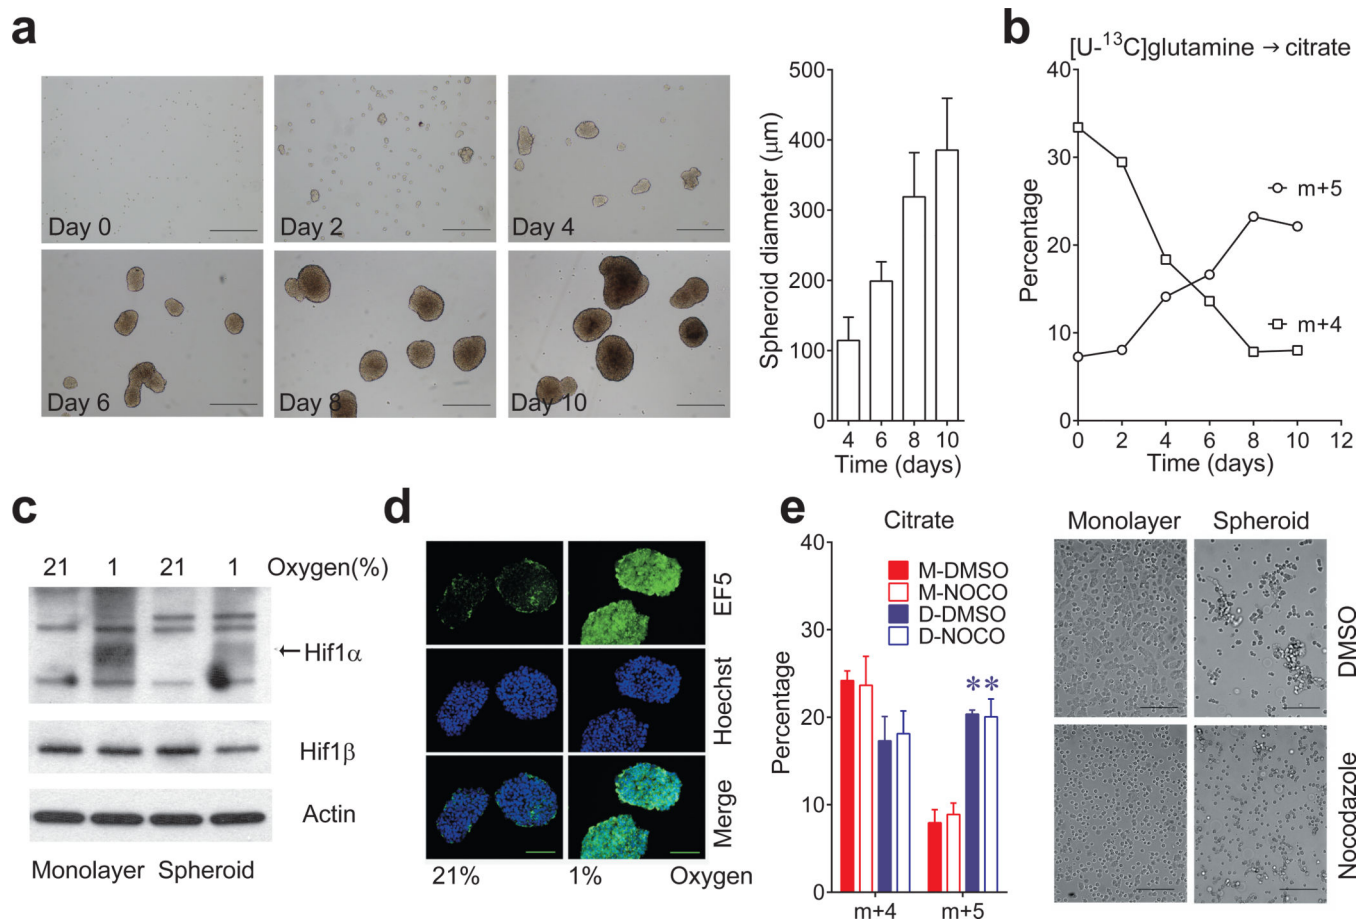 a
Day 0
Day 2
Day 4
Day 6
Day 8
Day 10
Spheroid diameter (μm)
500
400
300
200
100
0
4 6 8 10
Time (days)
b
[U-¹³C]glutamine → citrate
Percentage
40
30
20
10
0
m+5
m+4
0 2 4 6 8 10 12
Time (days)
c
21 1 21 1 Oxygen(%)
←Hif1α
Hif1β
Actin
Monolayer Spheroid
d
EF5
Hoechst
Merge
21% 1% Oxygen
e
Citrate
Percentage
40
30
20
10
0
M-DMSO
M-NOCO
D-DMSO
D-NOCO
**
m+4 m+5
Monolayer Spheroid
DMSO
Nocodazole